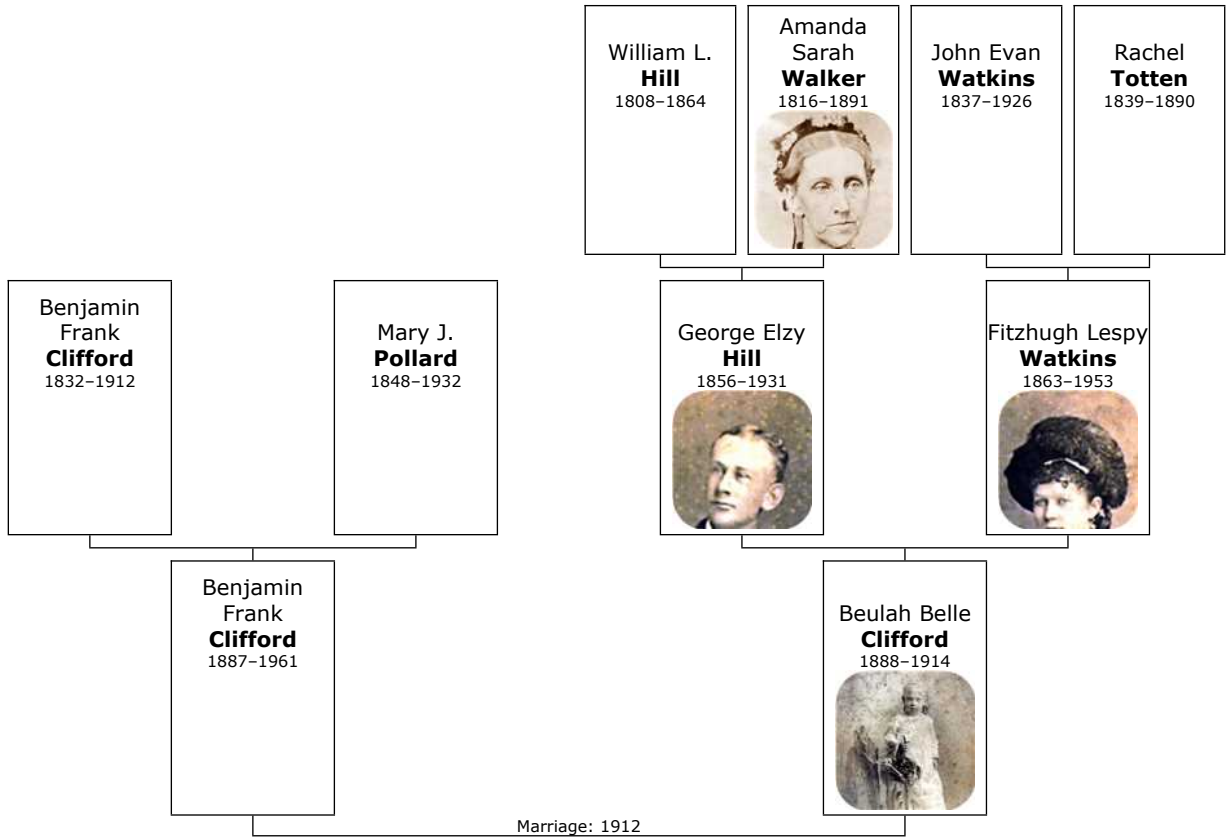 William L.
Hill
1808–1864
Amanda
Sarah
Walker
1816–1891
John Evan
Watkins
1837–1926
Rachel
Totten
1839–1890
Benjamin
Frank
Clifford
1832–1912
Mary J.
Pollard
1848–1932
George Elzy
Hill
1856–1931
Fitzhugh Lespy
Watkins
1863–1953
Benjamin
Frank
Clifford
1887–1961
Beulah Belle
Clifford
1888–1914
Marriage: 1912